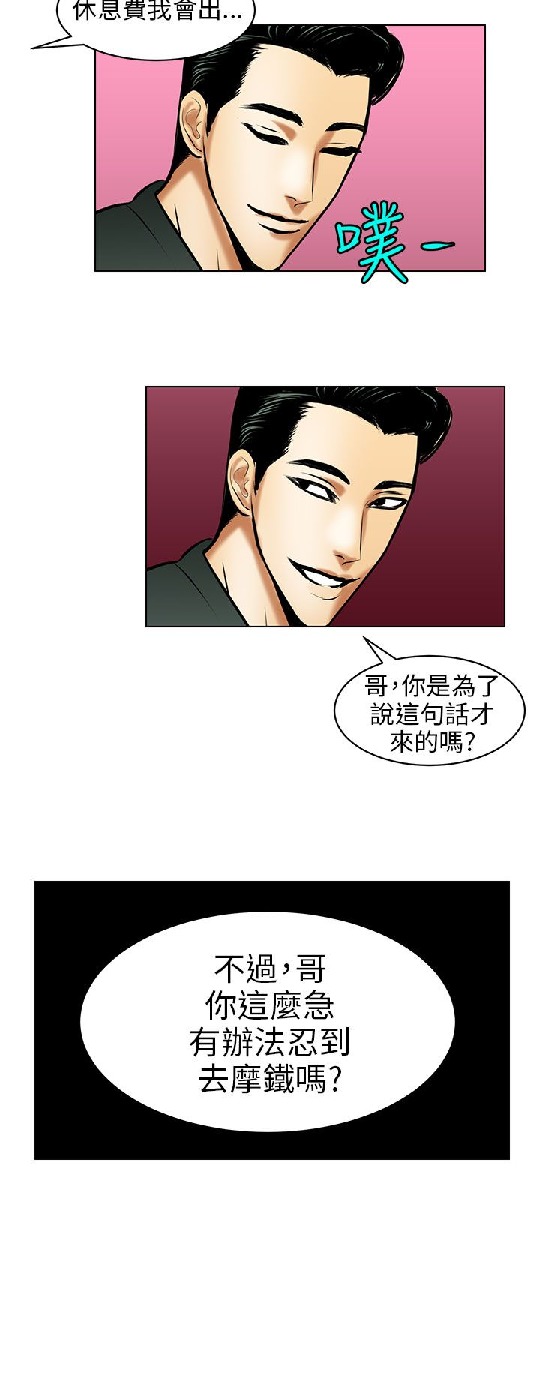 休息費我會出...
噗-
哥,你是為了
說這句話才
來的嗎?
不過,哥
你這麼急
有辦法忍到
去摩鐵嗎?